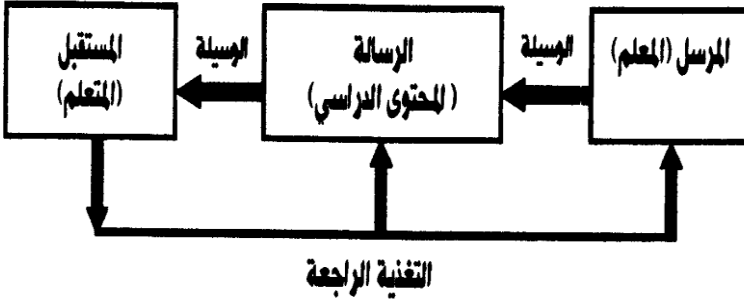 المرسل (المعلم)
الوسيلة
الرسالة
(المحتوى الدراسي)
الوسيلة
المستقبل
(المتعلم)
التغذية الراجعة